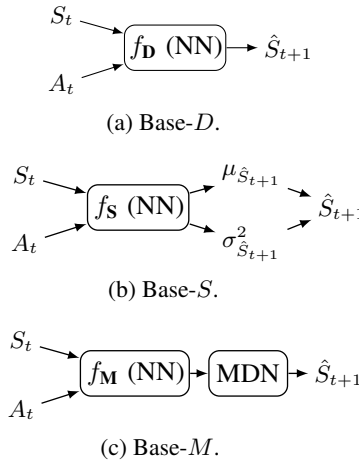 S_t
A_t
f_D (NN)
Ŝ_{t+1}
(a) Base-D.
S_t
A_t
f_S (NN)
μ_{Ŝ_{t+1}}
σ²_{Ŝ_{t+1}}
Ŝ_{t+1}
(b) Base-S.
S_t
A_t
f_M (NN)
MDN
Ŝ_{t+1}
(c) Base-M.